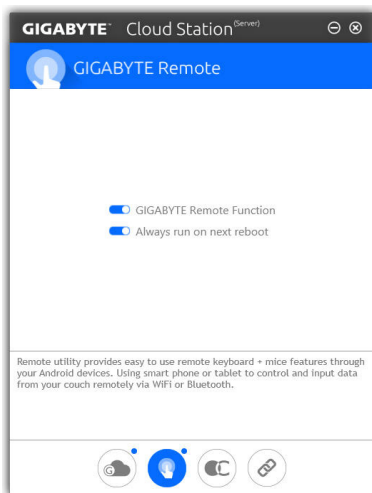 GIGABYTE™ Cloud Station (Server)
GIGABYTE Remote
GIGABYTE Remote Function
Always run on next reboot
Remote utility provides easy to use remote keyboard + mice features through
your Android devices. Using smart phone or tablet to control and input data
from your couch remotely via WiFi or Bluetooth.
G